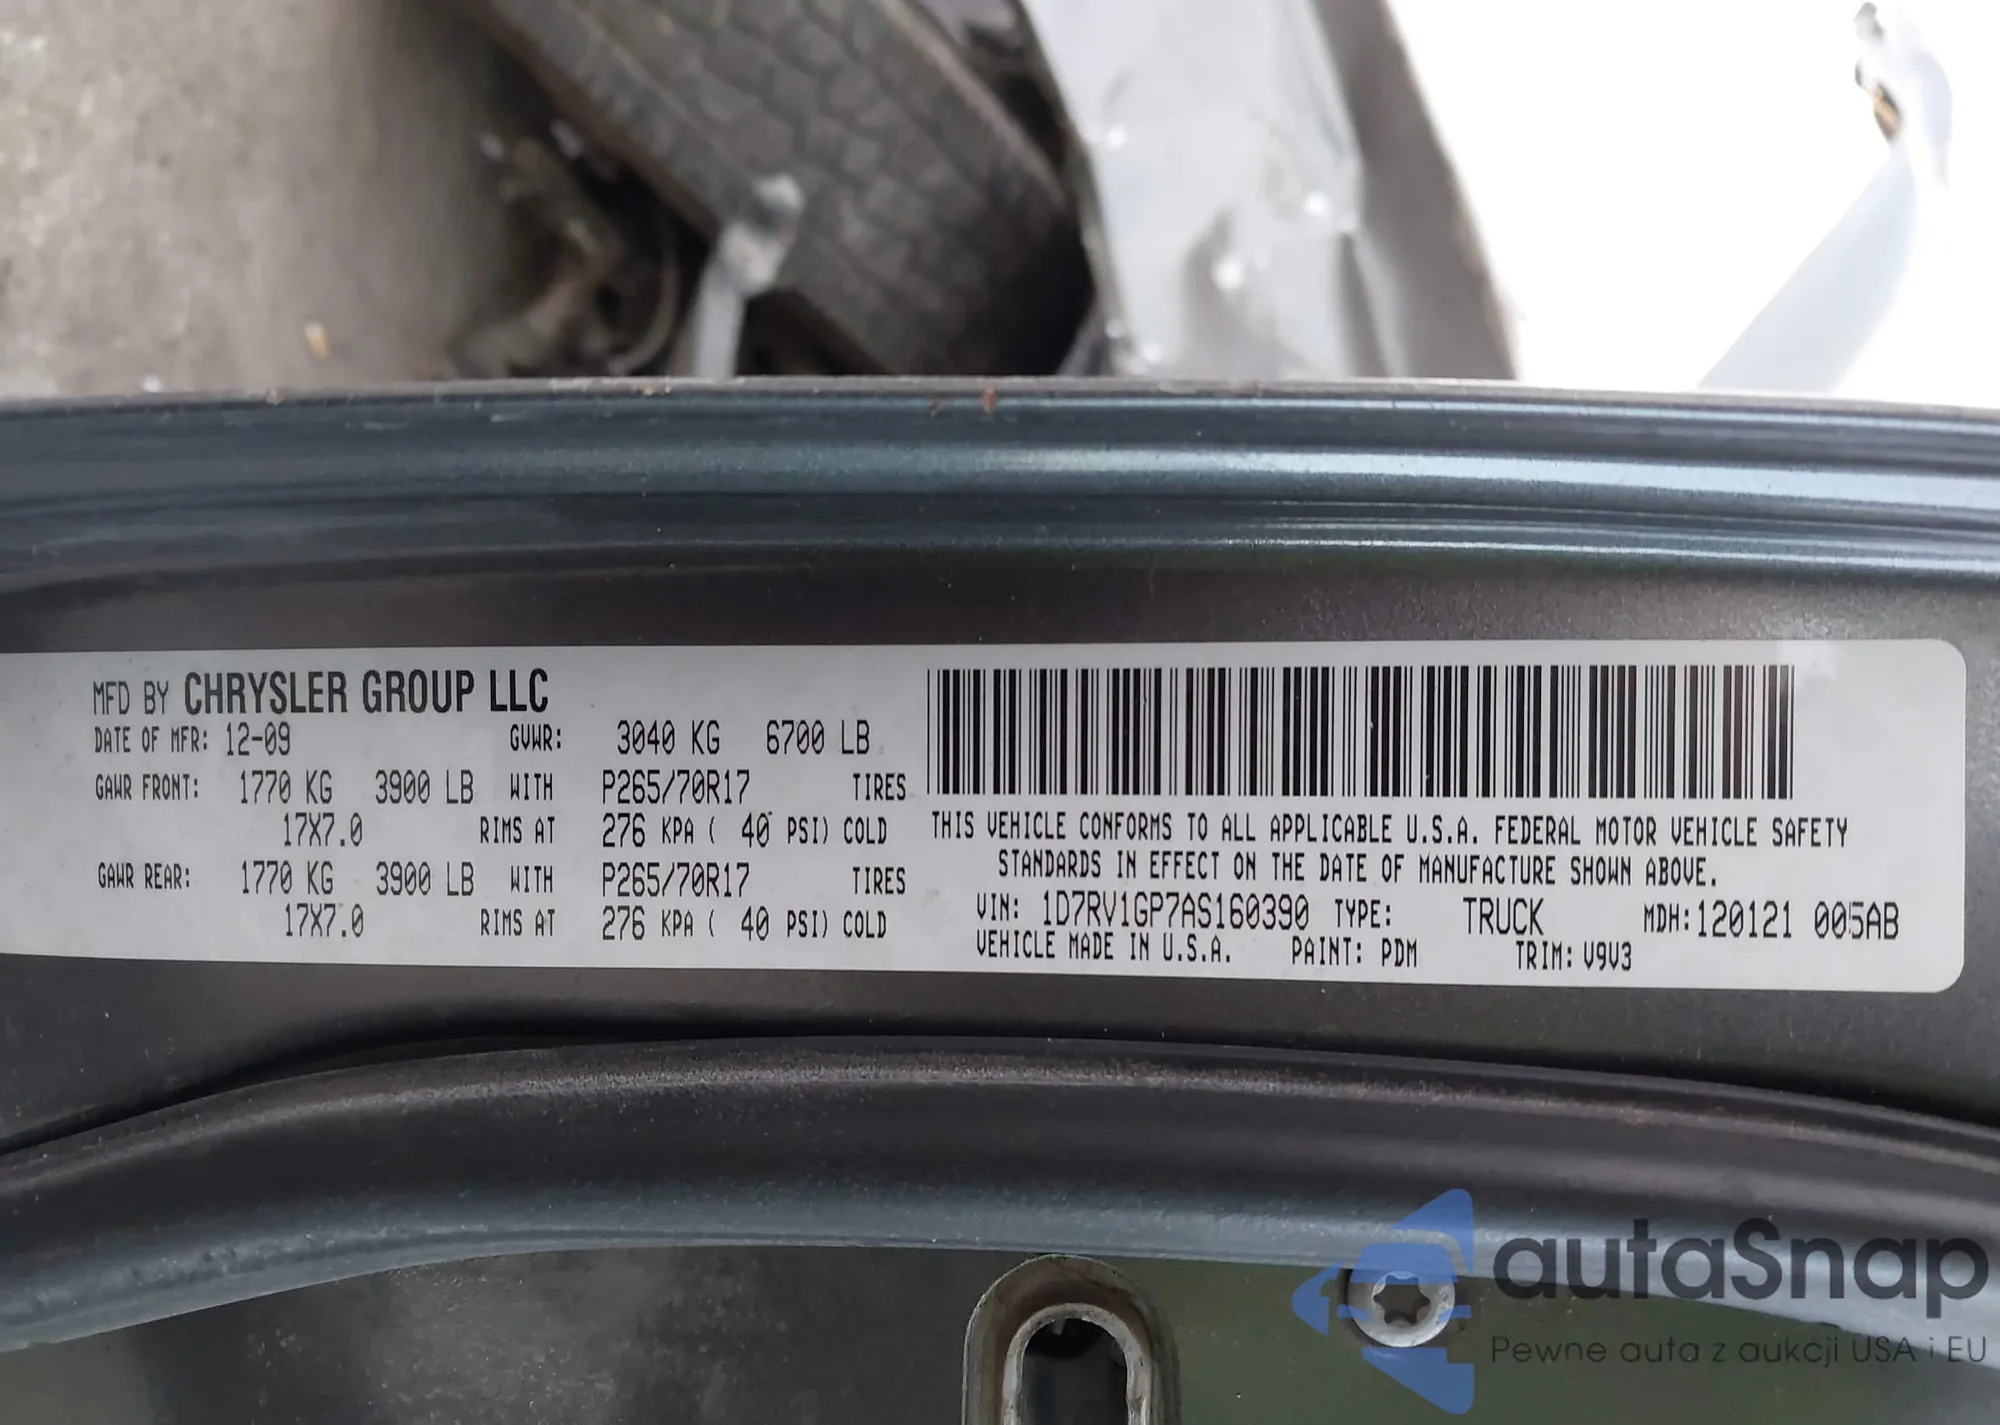 MFD BY CHRYSLER GROUP LLC
DATE OF MFR: 12-09 GVWR: 3040 KG 6700 LB
GAWR FRONT: 1770 KG 3900 LB WITH P265/70R17 TIRES
17X7.0 RIMS AT 276 KPA ( 40 PSI) COLD
GAWR REAR: 1770 KG 3900 LB WITH P265/70R17 TIRES
17X7.0 RIMS AT 276 KPA ( 40 PSI) COLD
THIS VEHICLE CONFORMS TO ALL APPLICABLE U.S.A. FEDERAL MOTOR VEHICLE SAFETY
STANDARDS IN EFFECT ON THE DATE OF MANUFACTURE SHOWN ABOVE.
VIN: 1D7RV1GP7AS160390 TYPE: TRUCK MDH: 120121 005AB
VEHICLE MADE IN U.S.A. PAINT: PDM TRIM: V9V3
autaSnap
Pewne auta z aukcji USA i EU